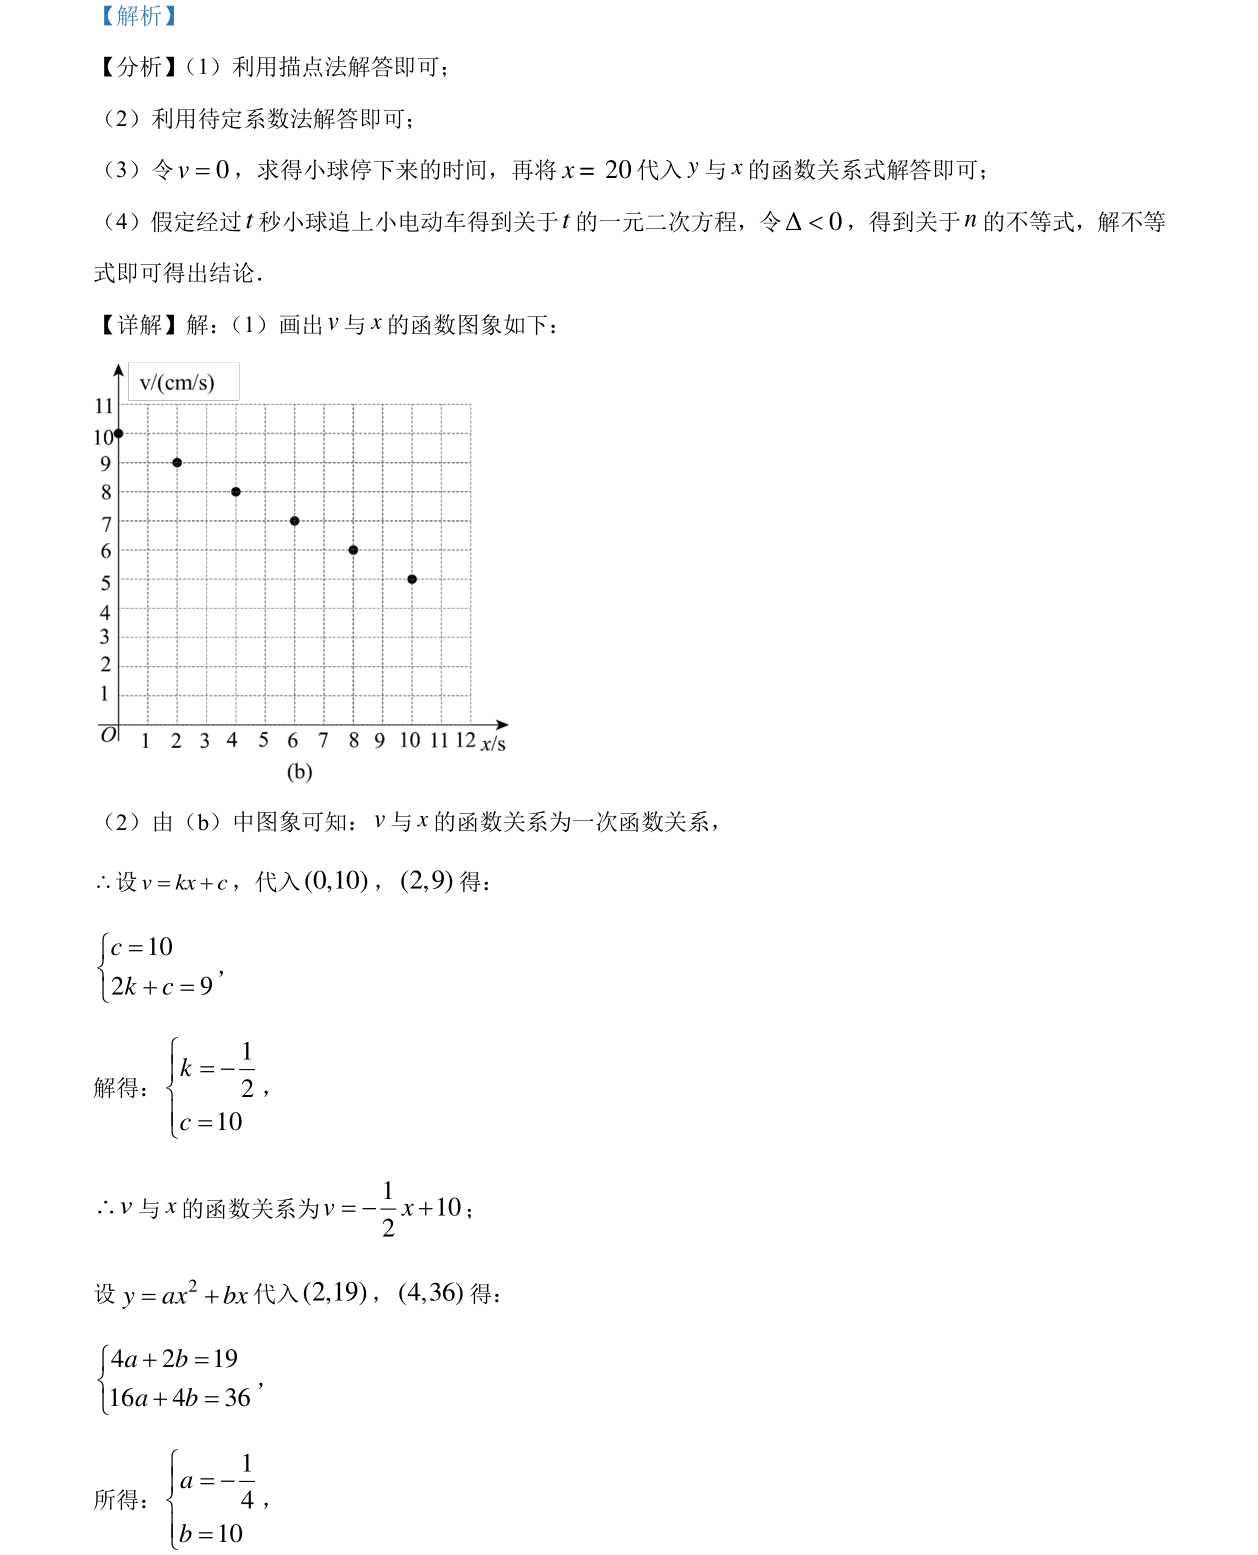 【解析】
【分析】（1）利用描点法解答即可；
（2）利用待定系数法解答即可；
（3）令 v = 0，求得小球停下来的时间，再将 x = 20 代入 y 与 x 的函数关系式解答即可；
（4）假定经过 t 秒小球追上小电动车得到关于 t 的一元二次方程，令 Δ < 0，得到关于 n 的不等式，解不等
式即可得出结论．
【详解】解：（1）画出 v 与 x 的函数图象如下：
v/(cm/s)
11
10
9
8
7
6
5
4
3
2
1
O 1 2 3 4 5 6 7 8 9 10 11 12 x/s
(b)
（2）由（b）中图象可知：v 与 x 的函数关系为一次函数关系，
∴设 v = kx + c，代入 (0,10)，(2,9) 得：
{c = 10
2k + c = 9，
解得：{k = -1/2，
c = 10
∴v 与 x 的函数关系为 v = -1/2 x + 10；
设 y = ax² + bx 代入 (2,19)，(4,36) 得：
{4a + 2b = 19
16a + 4b = 36，
所得：{a = -1/4，
b = 10